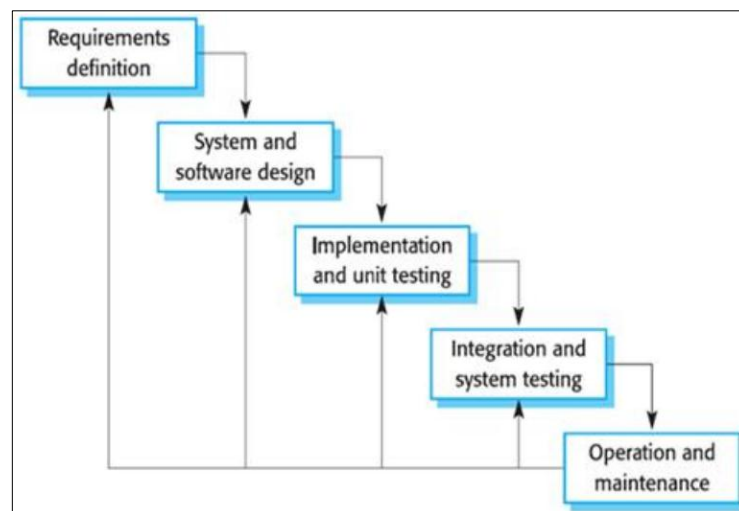 Requirements
definition
System and
software design
Implementation
and unit testing
Integration and
system testing
Operation and
maintenance